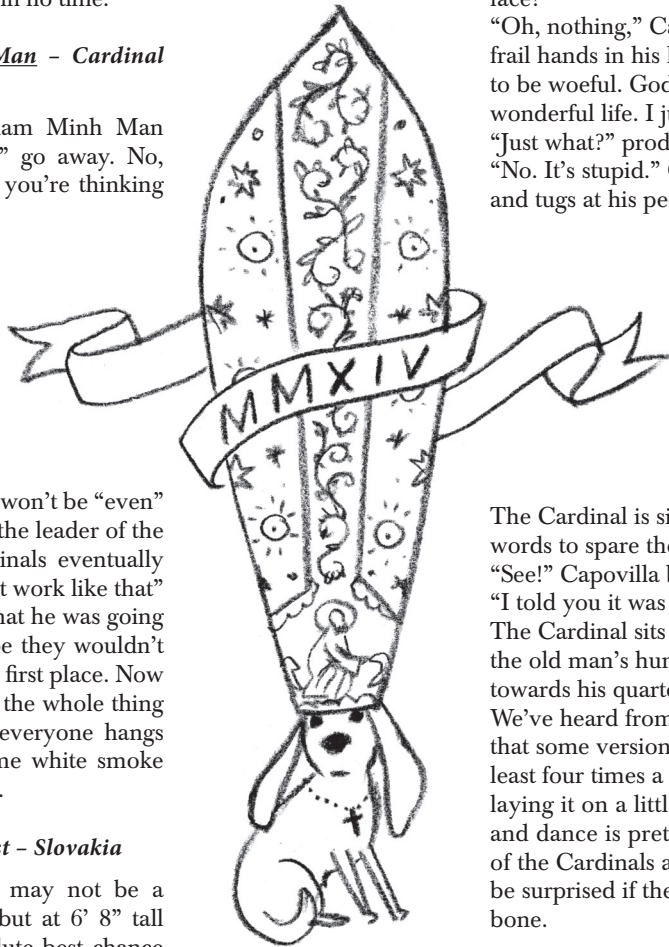 in no time.
Man – Cardinal
am Minh Man
” go away. No,
you're thinking
won't be “even”
the leader of the
inals eventually
t work like that”
hat he was going
e they wouldn't
first place. Now
the whole thing
everyone hangs
me white smoke
.
st – Slovakia
may not be a
but at 6’ 8” tall
lute best chance
MMXIV
face?
“Oh, nothing,” Ca
frail hands in his
to be woeful. God
wonderful life. I ju
“Just what?” prod
“No. It's stupid.”
and tugs at his pe
The Cardinal is si
words to spare the
“See!” Capovilla b
“I told you it was
The Cardinal sits
the old man's hun
towards his quarte
We've heard from
that some version
least four times a
laying it on a little
and dance is pret
of the Cardinals a
be surprised if the
bone.